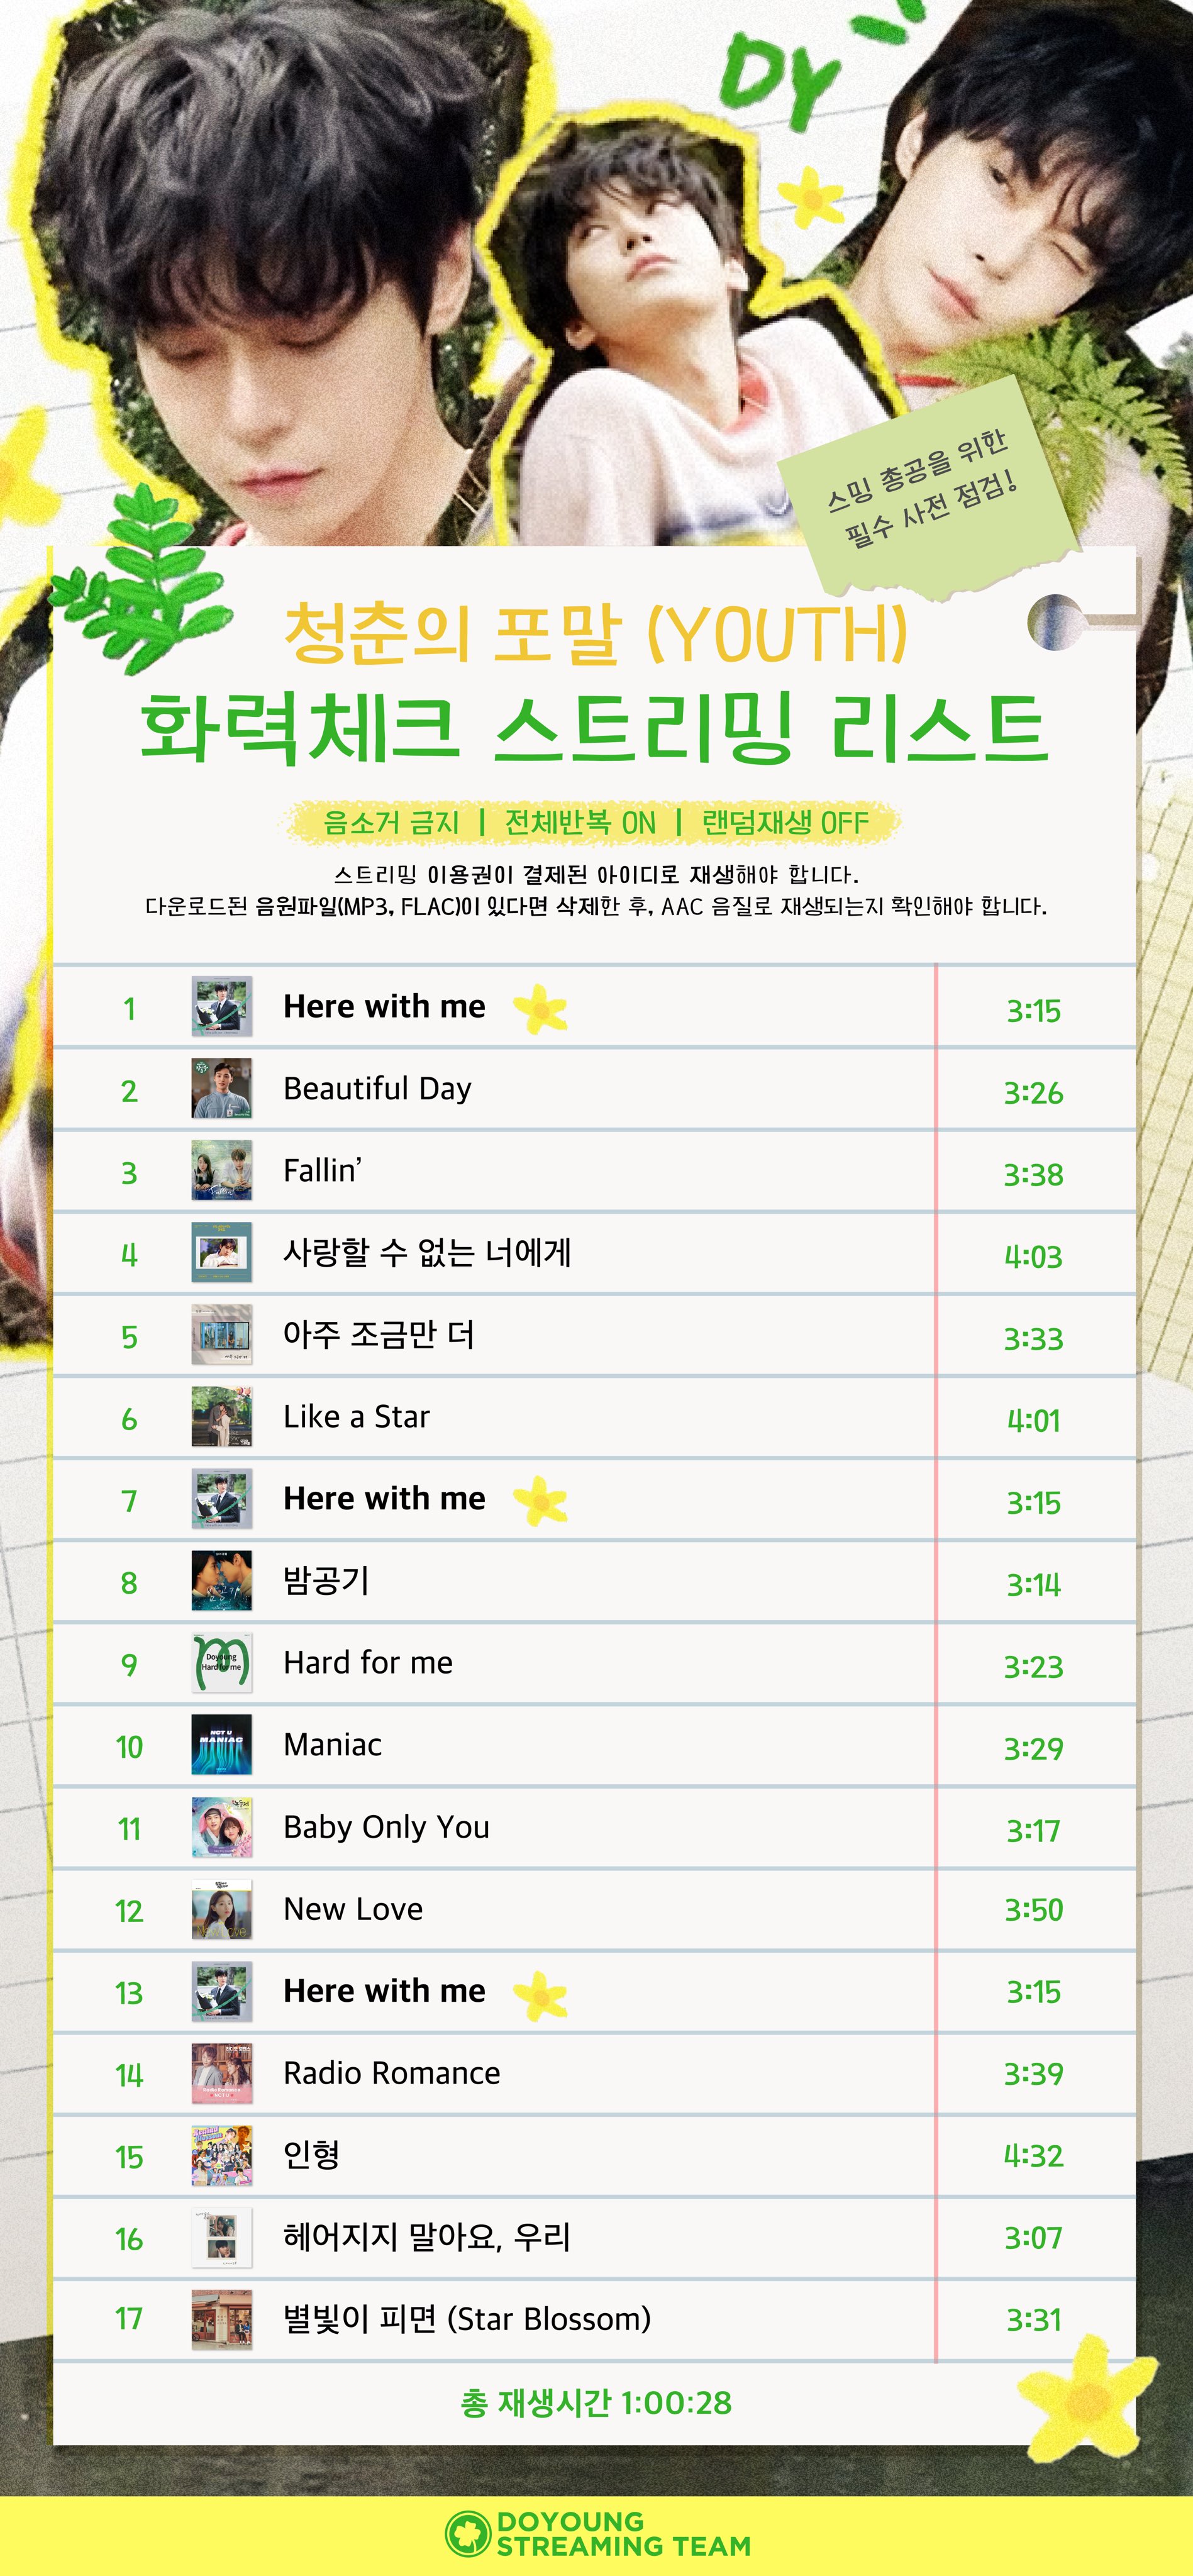 DY
스밍 총공을 위한
필수 사전 점검!
청춘의 포말 (YOUTH)
화력체크 스트리밍 리스트
음소거 금지 | 전체반복 ON | 랜덤재생 OFF
스트리밍 이용권이 결제된 아이디로 재생해야 합니다.
다운로드된 음원파일(MP3, FLAC)이 있다면 삭제한 후, AAC 음질로 재생되는지 확인해야 합니다.
1 Here with me 3:15
2 Beautiful Day 3:26
3 Fallin’ 3:38
4 사랑할 수 없는 너에게 4:03
5 아주 조금만 더 3:33
6 Like a Star 4:01
7 Here with me 3:15
8 밤공기 3:14
9 Doyoung Hard for me Hard for me 3:23
10 NCT U MANIAC Maniac 3:29
11 Baby Only You 3:17
12 New Love 3:50
13 Here with me 3:15
14 Radio Romance 3:39
15 인형 4:32
16 헤어지지 말아요, 우리 3:07
17 별빛이 피면 (Star Blossom) 3:31
총 재생시간 1:00:28
DOYOUNG
STREAMING TEAM